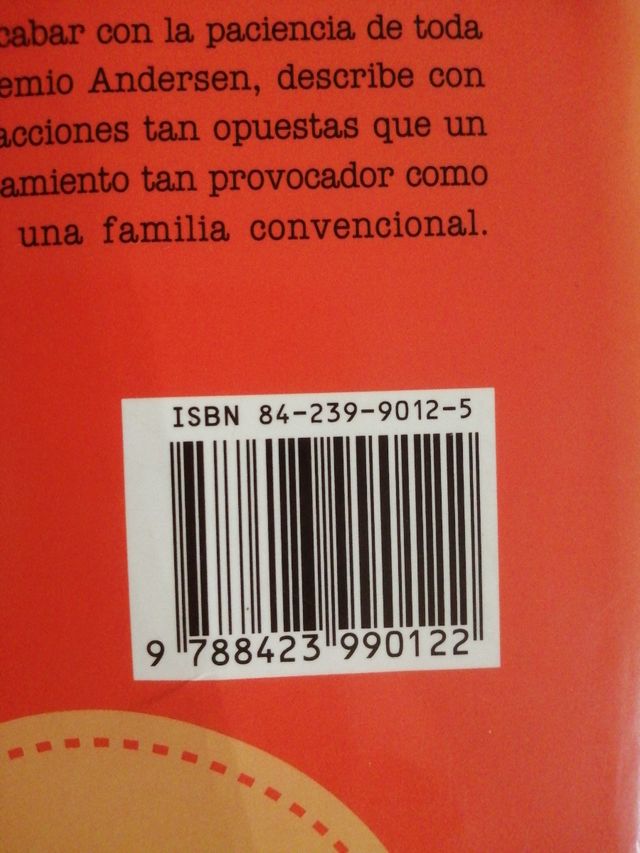 cabar con la paciencia de toda
emio Andersen, describe con
acciones tan opuestas que un
amiento tan provocador como
una familia convencional.
ISBN 84-239-9012-5
9 788423 990122